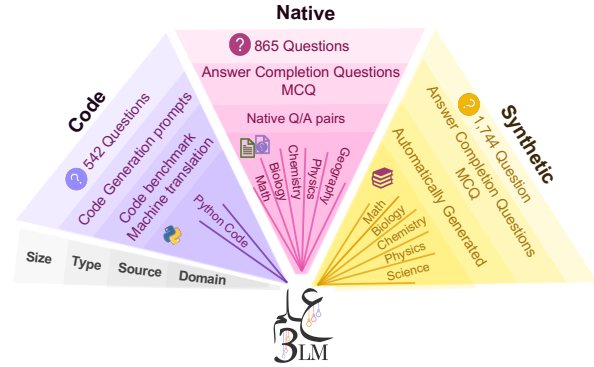 Native
865 Questions
Answer Completion Questions
MCQ
Native Q/A pairs
Math
Biology
Chemistry
Physics
Geography
Code
542 Questions
Code Generation prompts
Code benchmark
Machine translation
Python Code
Synthetic
1,744 Question
Answer Completion Questions
MCQ
Automatically Generated
Math
Biology
Chemistry
Physics
Science
Size
Type
Source
Domain
علم
3LM